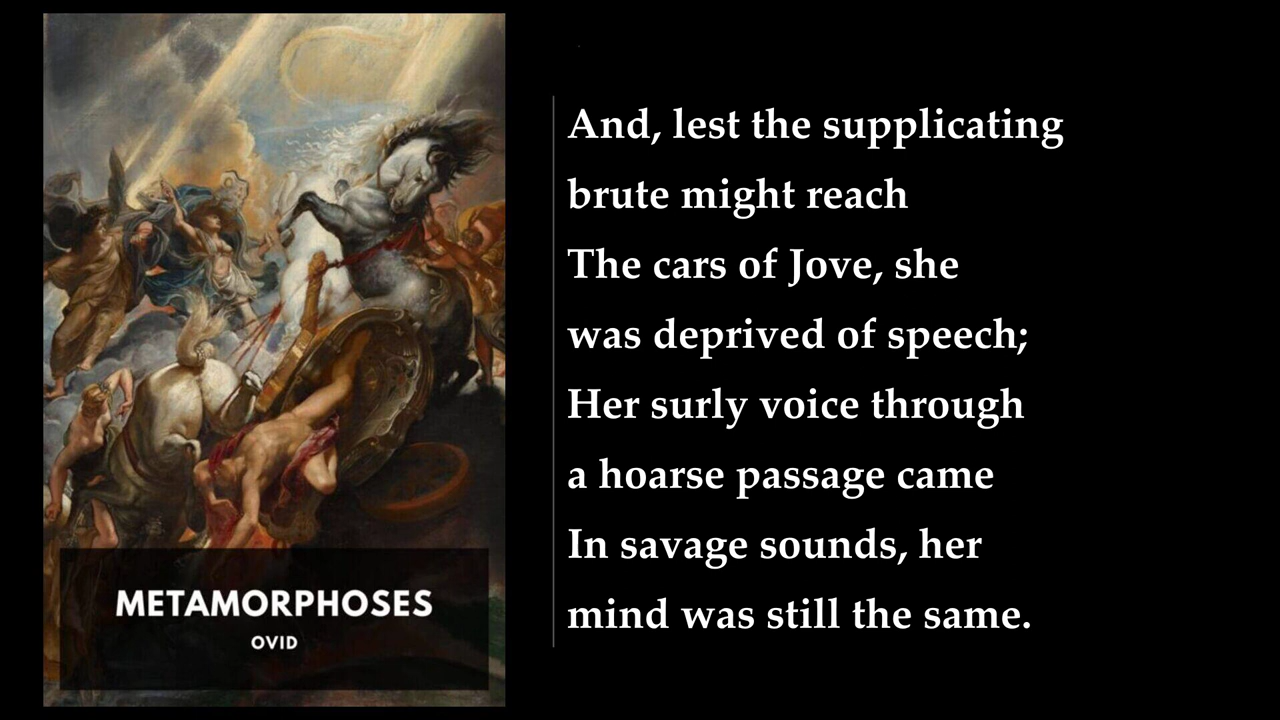 METAMORPHOSES
OVID
And, lest the supplicating
brute might reach
The cars of Jove, she
was deprived of speech;
Her surly voice through
a hoarse passage came
In savage sounds, her
mind was still the same.